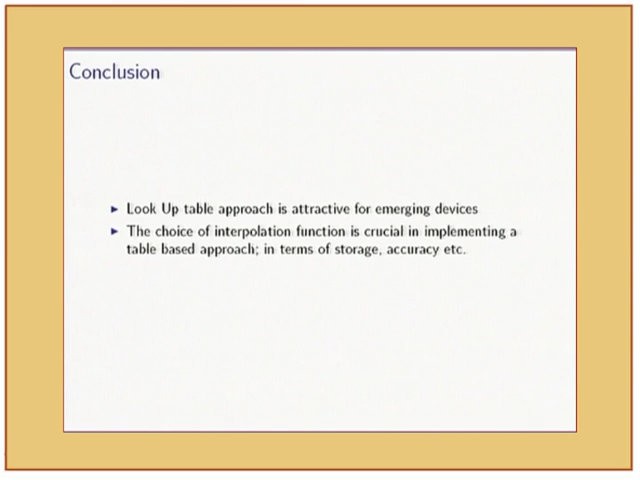 Conclusion
► Look Up table approach is attractive for emerging devices
► The choice of interpolation function is crucial in implementing a
table based approach; in terms of storage, accuracy etc.